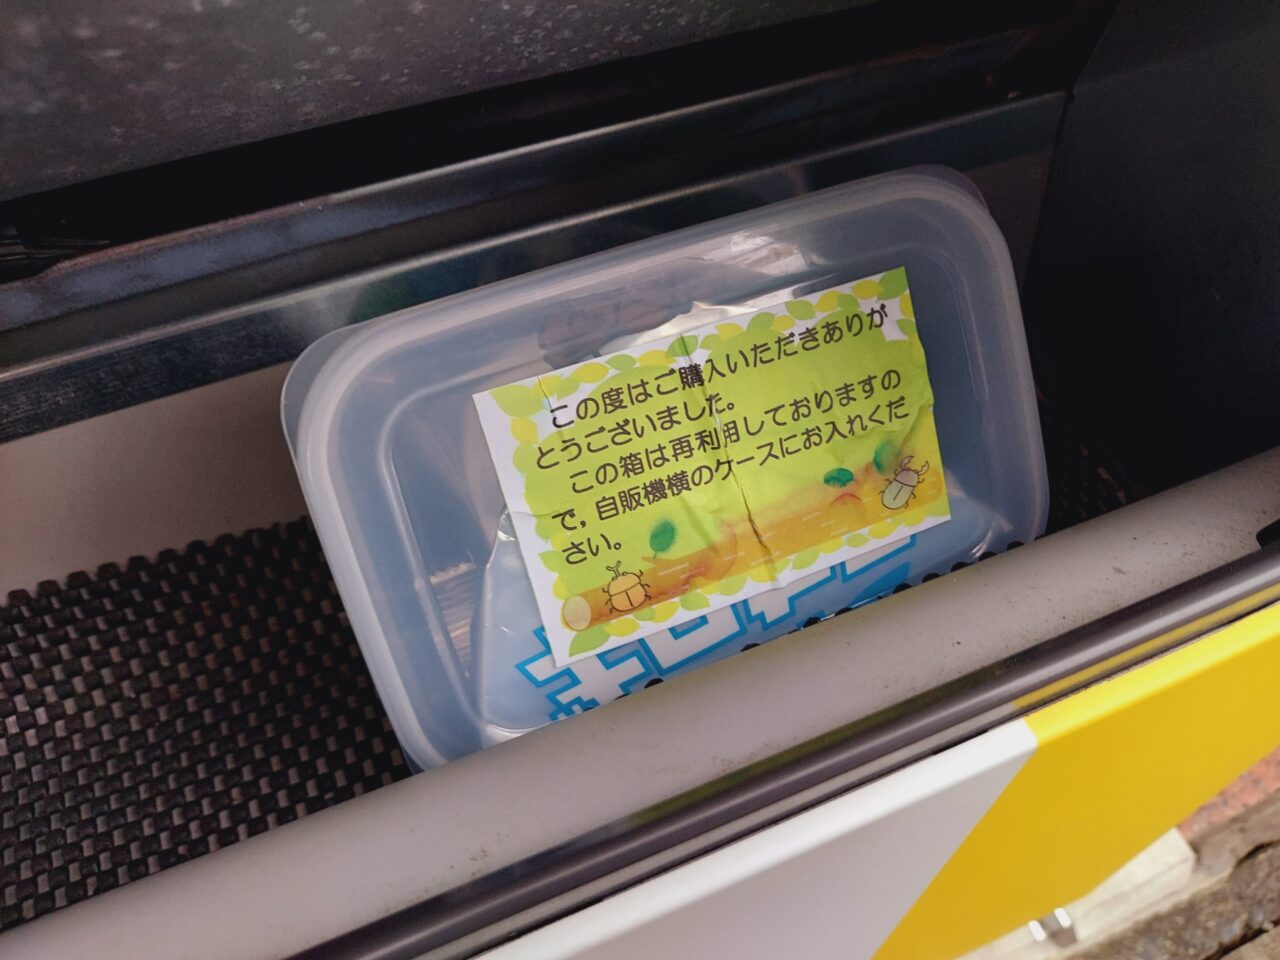 この度はご購入いただきありが
とうございました。
この箱は再利用しておりますの
で，自販機横のケースにお入れくだ
さい。